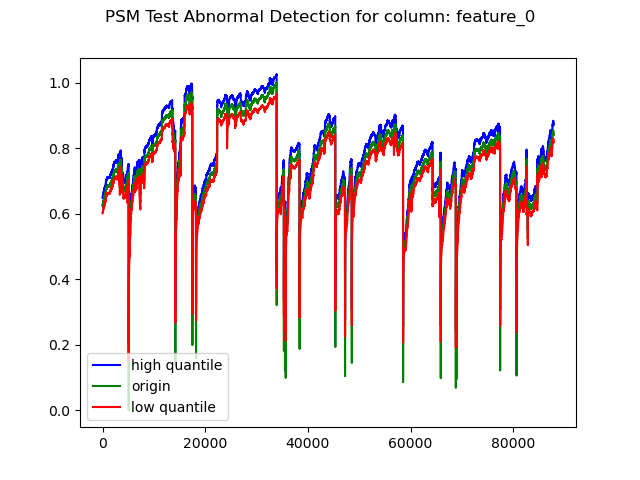 PSM Test Abnormal Detection for column: feature_0
1.0
0.8
0.6
0.4
0.2
0.0
high quantile
origin
low quantile
0 20000 40000 60000 80000